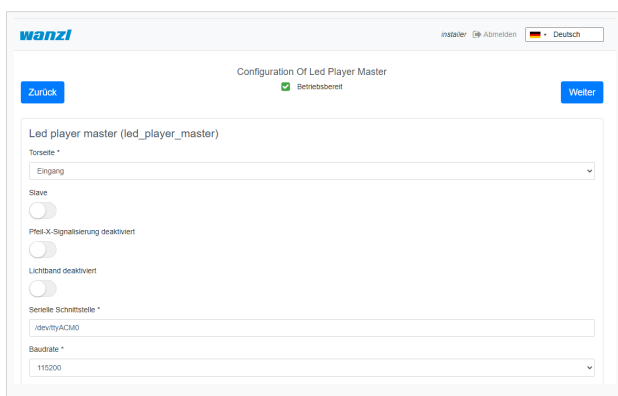 wanzl
installer Abmelden Deutsch
Configuration Of Led Player Master
Zurück Betriebsbereit Weiter
Led player master (led_player_master)
Torseite *
Eingang
Slave
Pfeil-X-Signalisierung deaktiviert
Lichtband deaktiviert
Serielle Schnittstelle *
/dev/ttyACM0
Baudrate *
115200